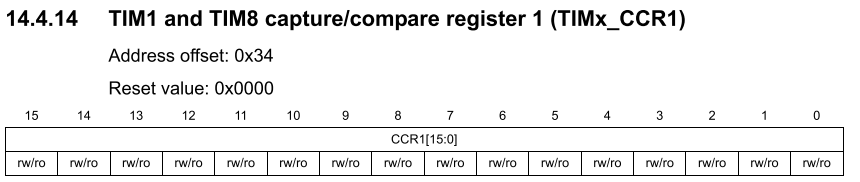 14.4.14 TIM1 and TIM8 capture/compare register 1 (TIMx_CCR1)
Address offset: 0x34
Reset value: 0x0000
15 14 13 12 11 10 9 8 7 6 5 4 3 2 1 0
CCR1[15:0]
rw/ro rw/ro rw/ro rw/ro rw/ro rw/ro rw/ro rw/ro rw/ro rw/ro rw/ro rw/ro rw/ro rw/ro rw/ro rw/ro